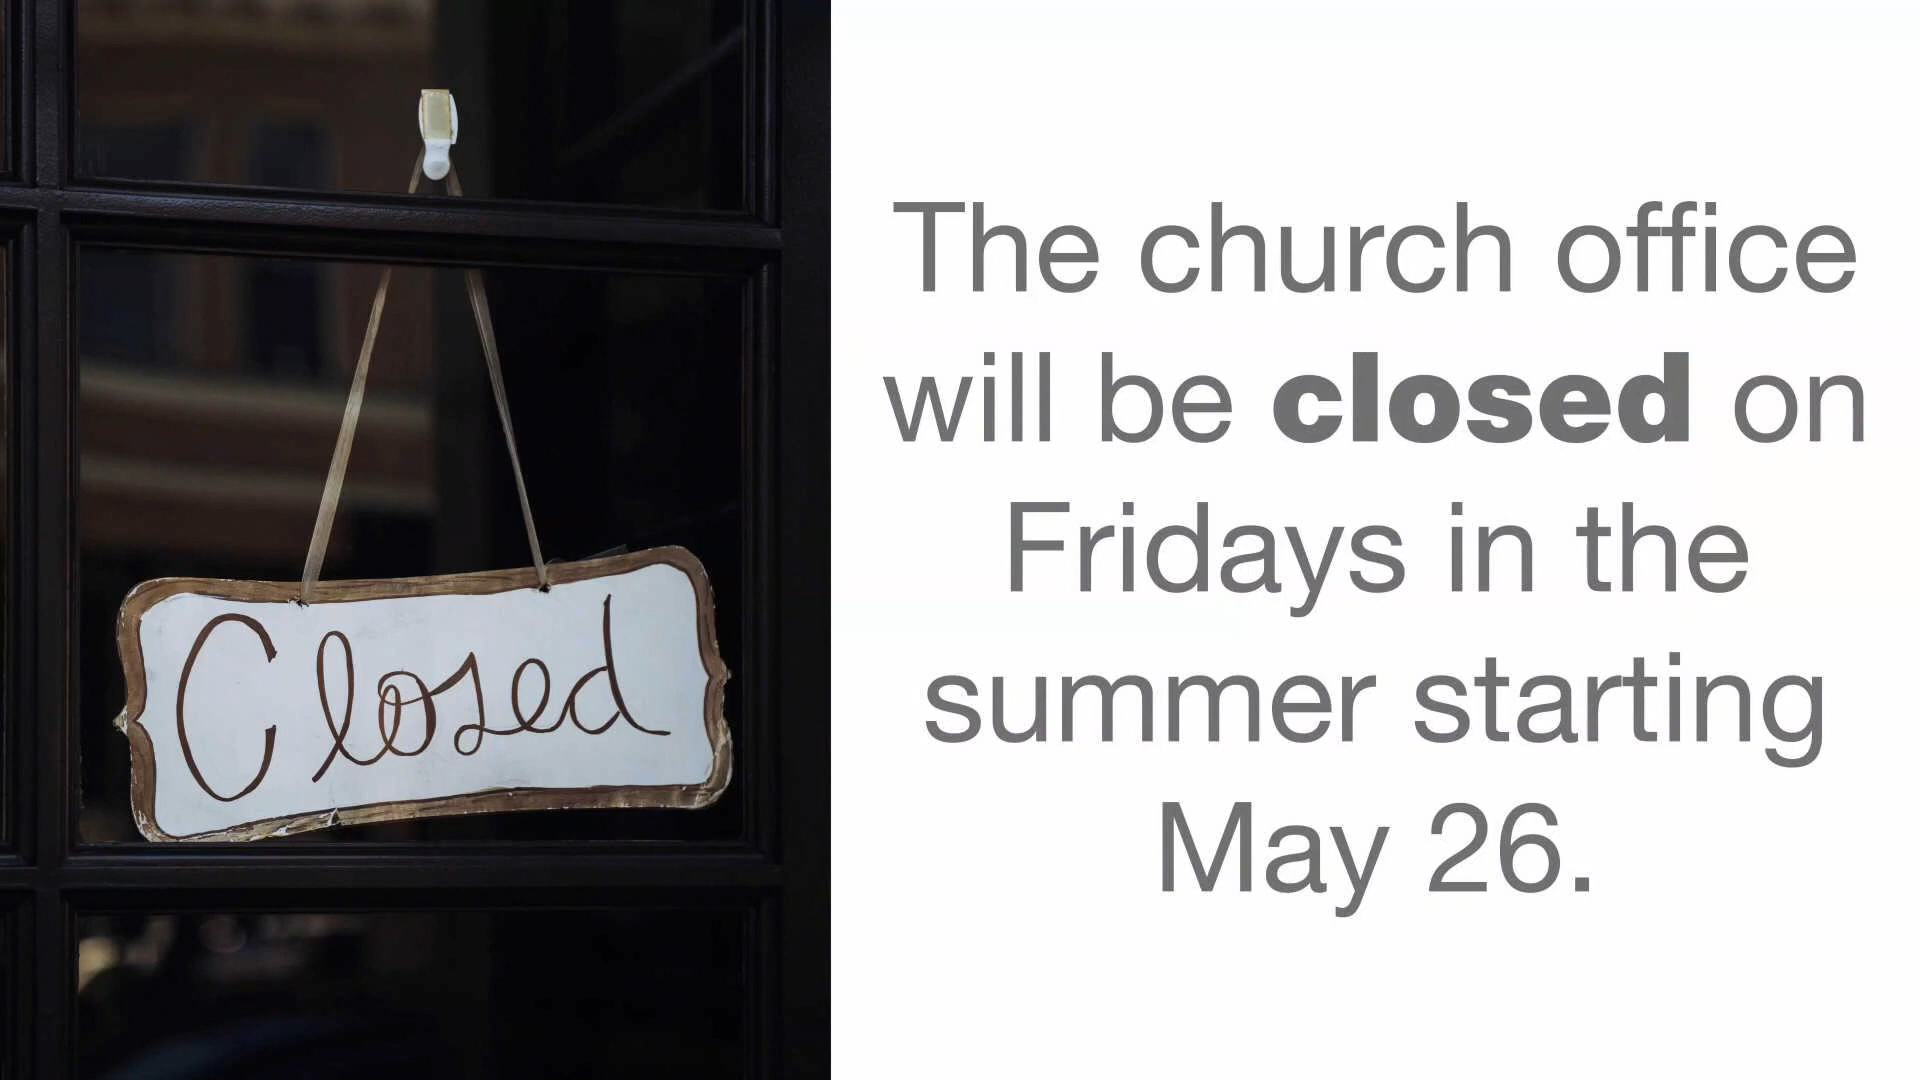 Closed
The church office
will be closed on
Fridays in the
summer starting
May 26.